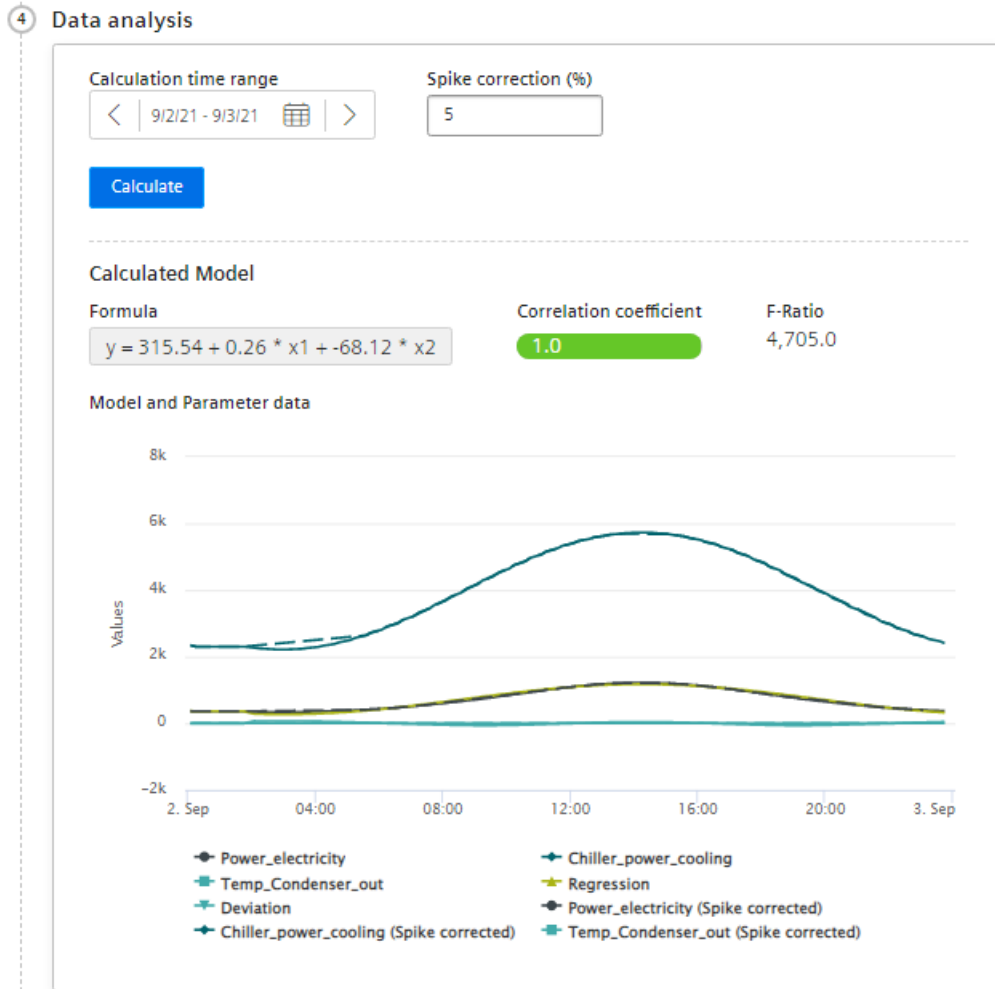 4 Data analysis
Calculation time range Spike correction (%)
9/2/21 - 9/3/21 5
Calculate
Calculated Model
Formula Correlation coefficient F-Ratio
y = 315.54 + 0.26 * x1 + -68.12 * x2 1.0 4,705.0
Model and Parameter data
8k
6k
4k
2k
0
-2k
Values
2. Sep 04:00 08:00 12:00 16:00 20:00 3. Sep
Power_electricity Chiller_power_cooling
Temp_Condenser_out Regression
Deviation Power_electricity (Spike corrected)
Chiller_power_cooling (Spike corrected) Temp_Condenser_out (Spike corrected)